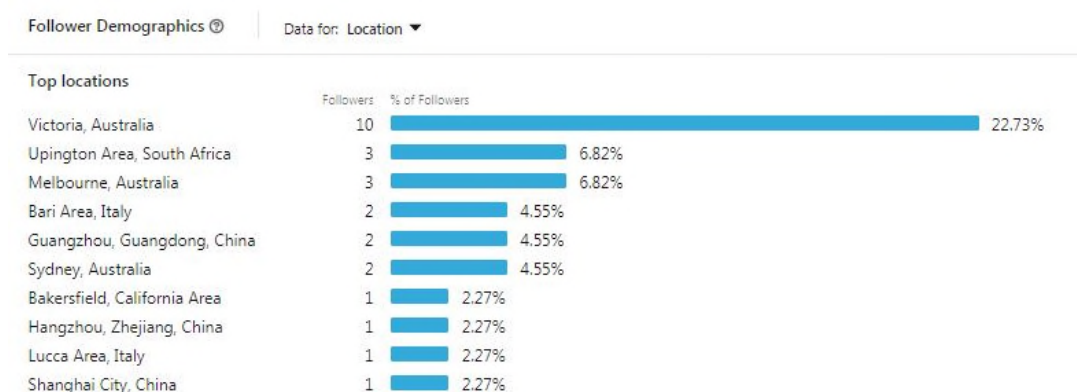 Follower Demographics ? Data for: Location ▼
Top locations
Followers % of Followers
Victoria, Australia 10 22.73%
Upington Area, South Africa 3 6.82%
Melbourne, Australia 3 6.82%
Bari Area, Italy 2 4.55%
Guangzhou, Guangdong, China 2 4.55%
Sydney, Australia 2 4.55%
Bakersfield, California Area 1 2.27%
Hangzhou, Zhejiang, China 1 2.27%
Lucca Area, Italy 1 2.27%
Shanghai City, China 1 2.27%